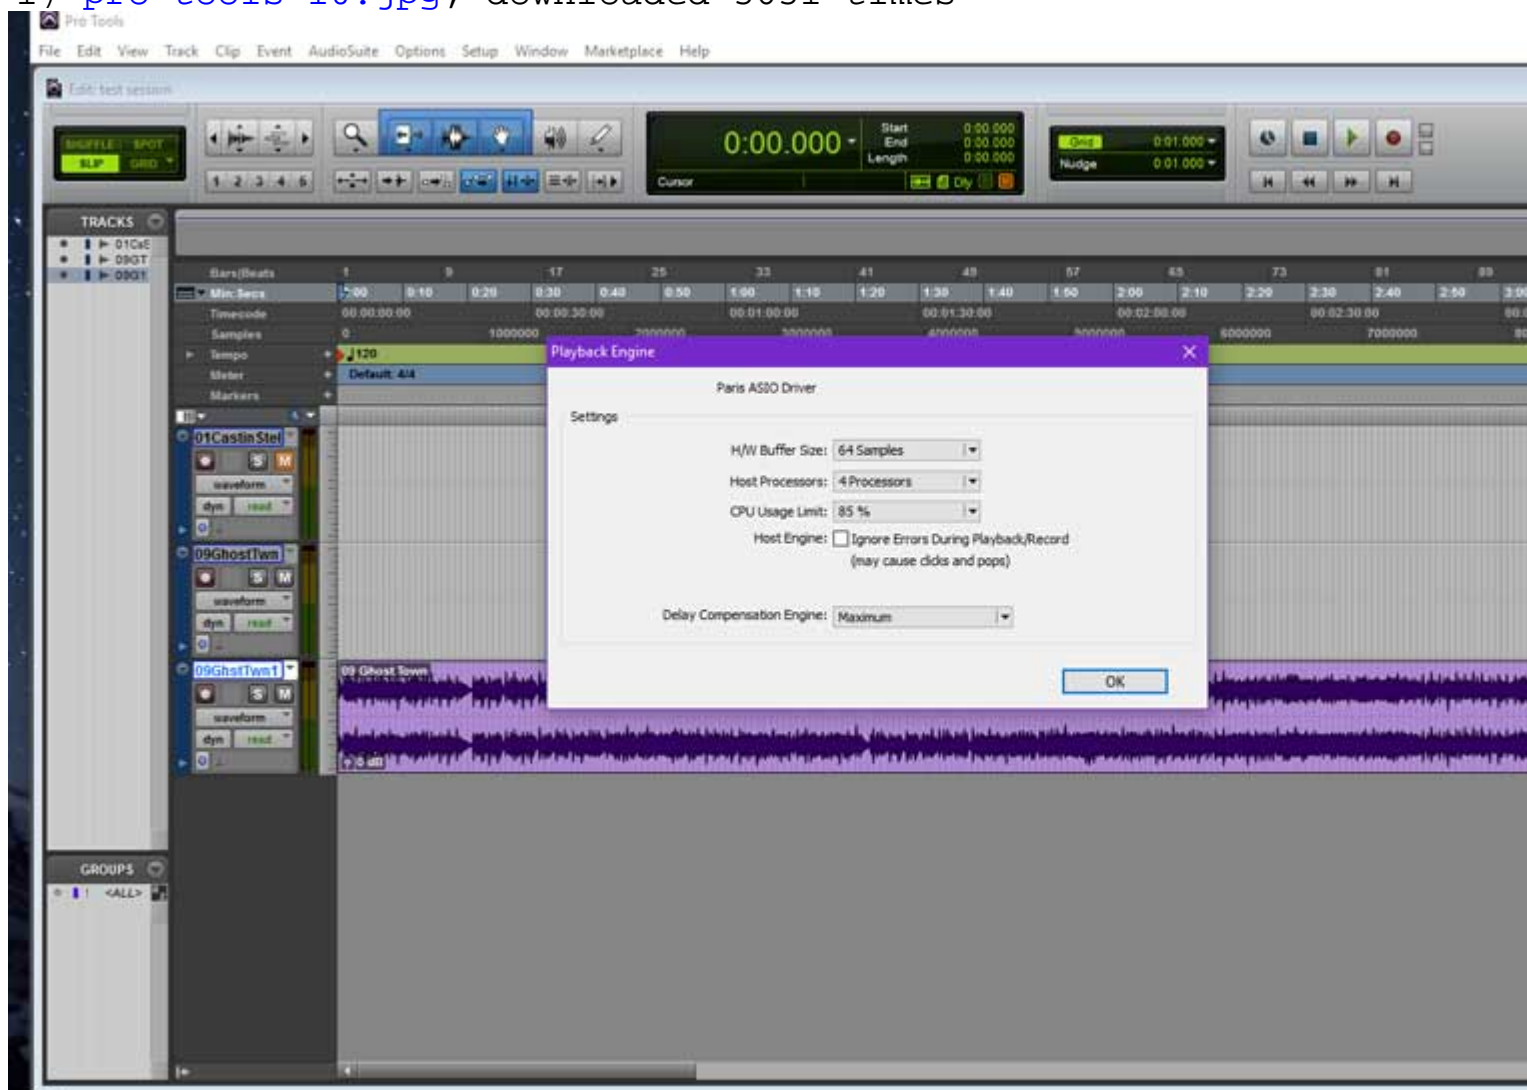 Pro Tools
File Edit View Track Clip Event AudioSuite Options Setup Window Marketplace Help
Edit: test session
SHUFFLE SPOT
SLIP GRID
1 2 3 4 5
0:00.000
Start 0:00.000
End 0:00.000
Length 0:00.000
Cursor
Dly
Grid 0:01.000
Nudge 0:01.000
TRACKS
01CsE
09GT
09G1
Bars|Beats 1 9 17 25 33 41 49 57 65 73 81 89
Min:Secs 0:00 0:10 0:20 0:30 0:40 0:50 1:00 1:10 1:20 1:30 1:40 1:50 2:00 2:10 2:20 2:30 2:40 2:50 3:00
Timecode 00:00:00:00 00:00:30:00 00:01:00:00 00:01:30:00 00:02:00:00 00:02:30:00
Samples 0 1000000 2000000 3000000 4000000 5000000 6000000 7000000
Tempo 120
Meter Default: 4/4
Markers
Playback Engine
Paris ASIO Driver
Settings
H/W Buffer Size: 64 Samples
Host Processors: 4 Processors
CPU Usage Limit: 85 %
Host Engine: Ignore Errors During Playback/Record
(may cause clicks and pops)
Delay Compensation Engine: Maximum
OK
01CastinStel
S M
waveform
dyn read
09GhostTwn
S M
waveform
dyn read
09GhstTwn1
S M
waveform
dyn read
09 Ghost Town
0 dB
GROUPS
! <ALL>